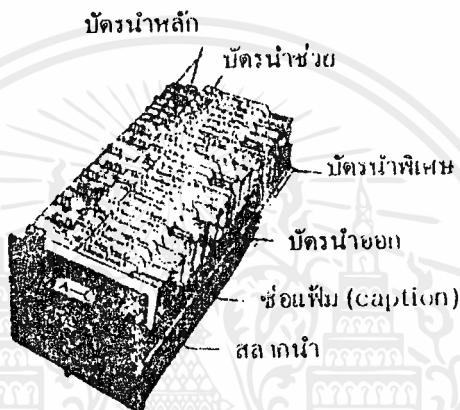 บัตรนำหลัก
บัตรนำช่วย
บัตรนำพิเศษ
บัตรนำออก
ชื่อแฟ้ม (caption)
สลากนำ